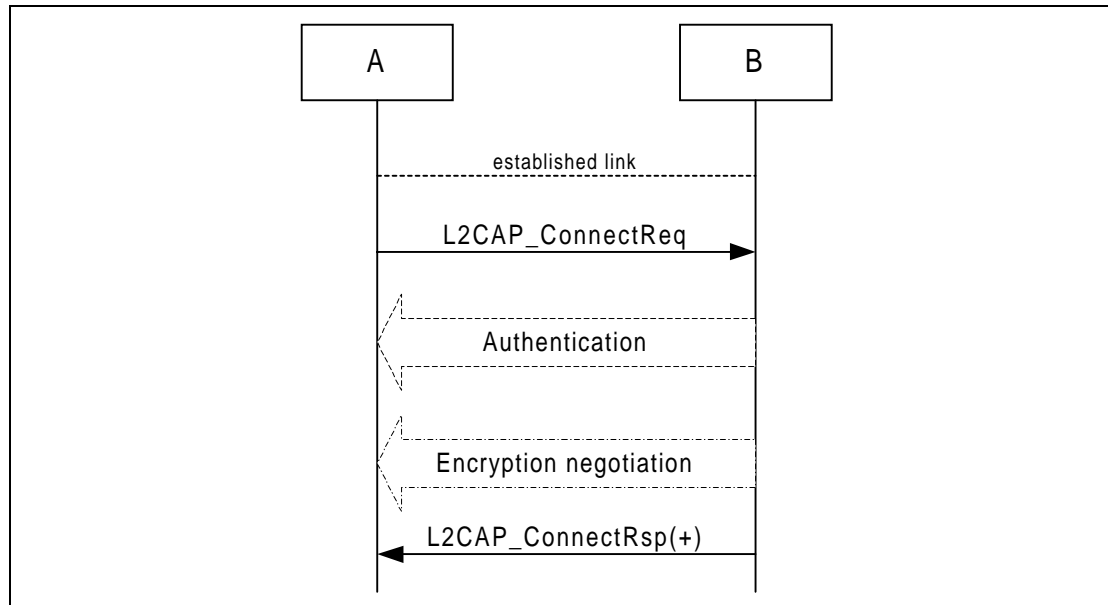 A
B
established link
L2CAP_ConnectReq
Authentication
Encryption negotiation
L2CAP_ConnectRsp(+)